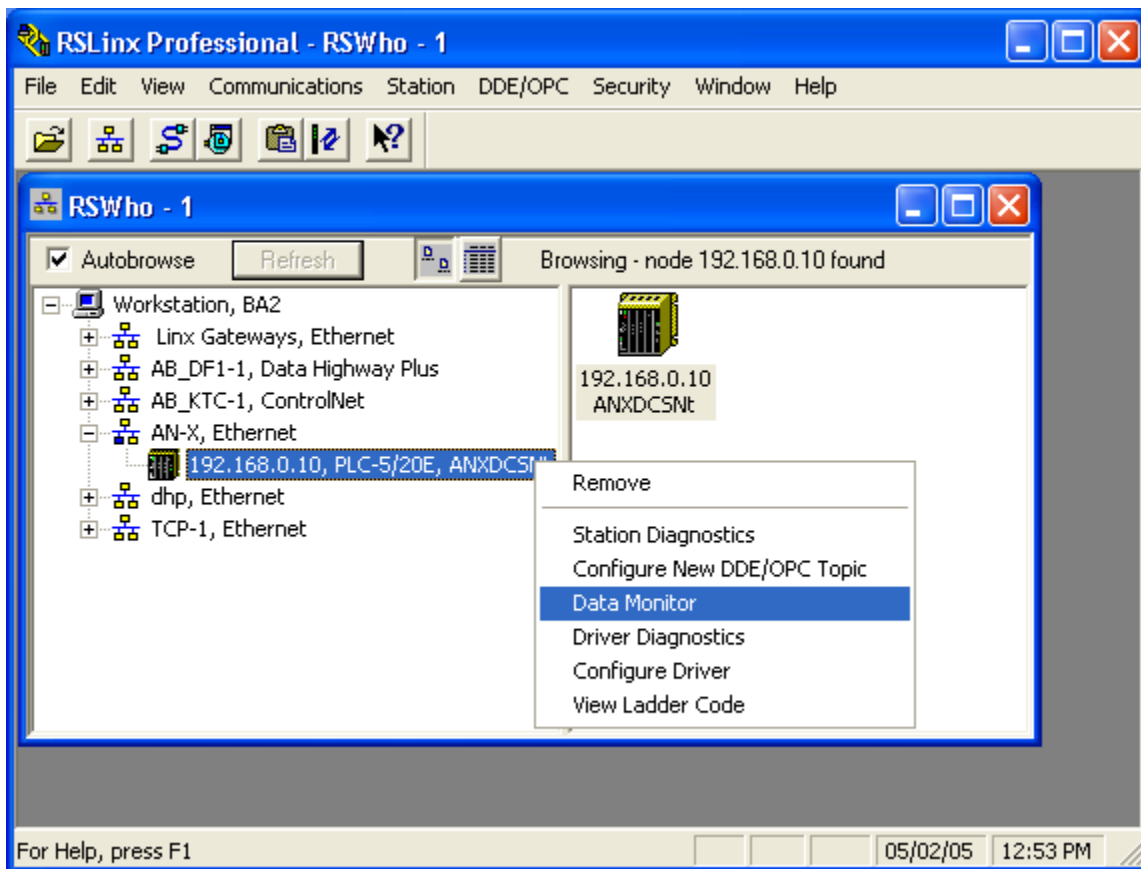 RSLinx Professional - RSWho - 1
File Edit View Communications Station DDE/OPC Security Window Help
RSWho - 1
Autobrowse Refresh Browsing - node 192.168.0.10 found
Workstation, BA2
Linx Gateways, Ethernet
AB_DF1-1, Data Highway Plus
AB_KTC-1, ControlNet
AN-X, Ethernet
192.168.0.10, PLC-5/20E, ANXDCSNt
dhp, Ethernet
TCP-1, Ethernet
192.168.0.10
ANXDCSNt
Remove
Station Diagnostics
Configure New DDE/OPC Topic
Data Monitor
Driver Diagnostics
Configure Driver
View Ladder Code
For Help, press F1 05/02/05 12:53 PM